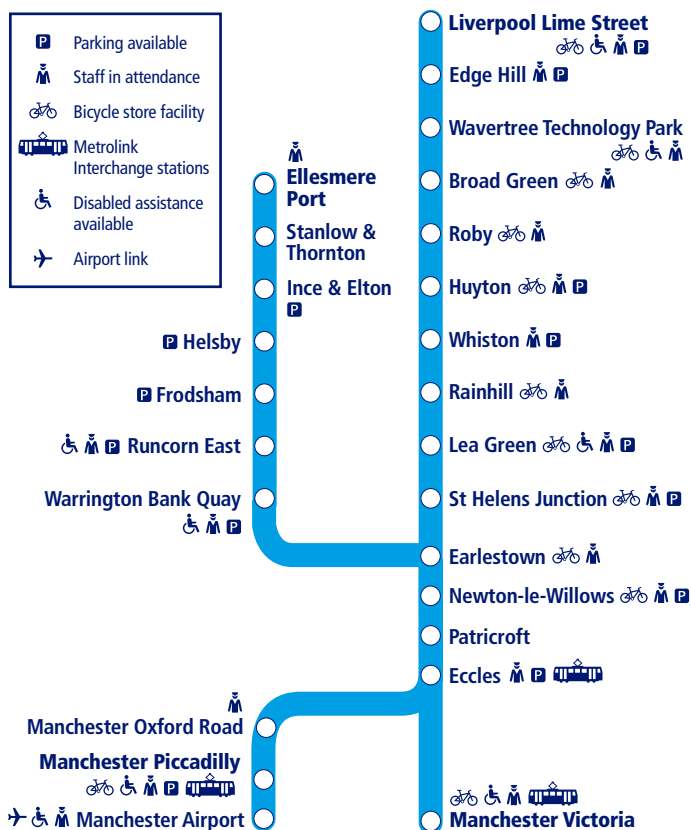 P Parking available
Staff in attendance
Bicycle store facility
Metrolink
Interchange stations
Disabled assistance
available
Airport link
Ellesmere
Port
Stanlow &
Thornton
Ince & Elton
P
P Helsby
P Frodsham
P Runcorn East
Warrington Bank Quay
P
Liverpool Lime Street
P
Edge Hill P
Wavertree Technology Park
Broad Green
Roby
Huyton P
Whiston P
Rainhill
Lea Green P
St Helens Junction P
Earlestown
Newton-le-Willows P
Patricroft
Eccles P
Manchester Oxford Road
Manchester Piccadilly
P
Manchester Airport
Manchester Victoria